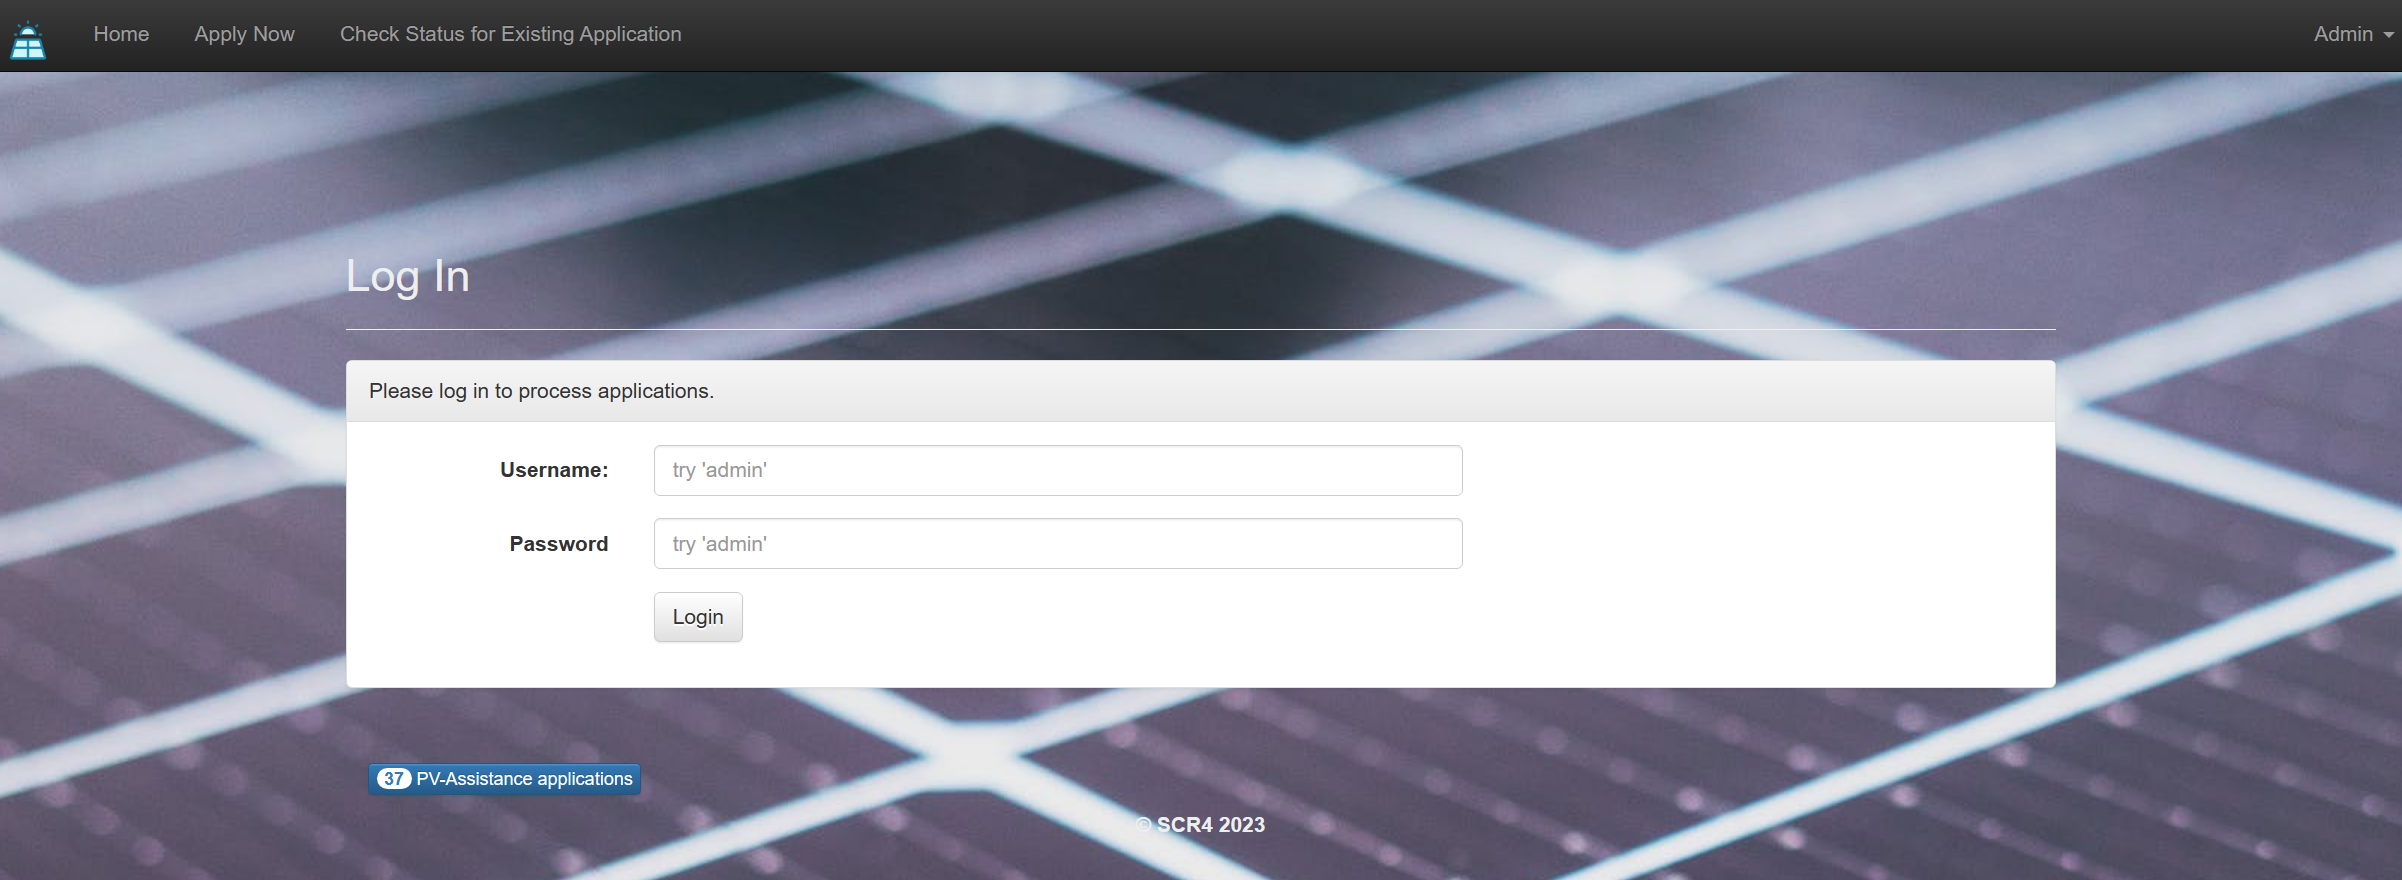 Home Apply Now Check Status for Existing Application Admin
Log In
Please log in to process applications.
Username: try 'admin'
Password try 'admin'
Login
37 PV-Assistance applications
© SCR4 2023